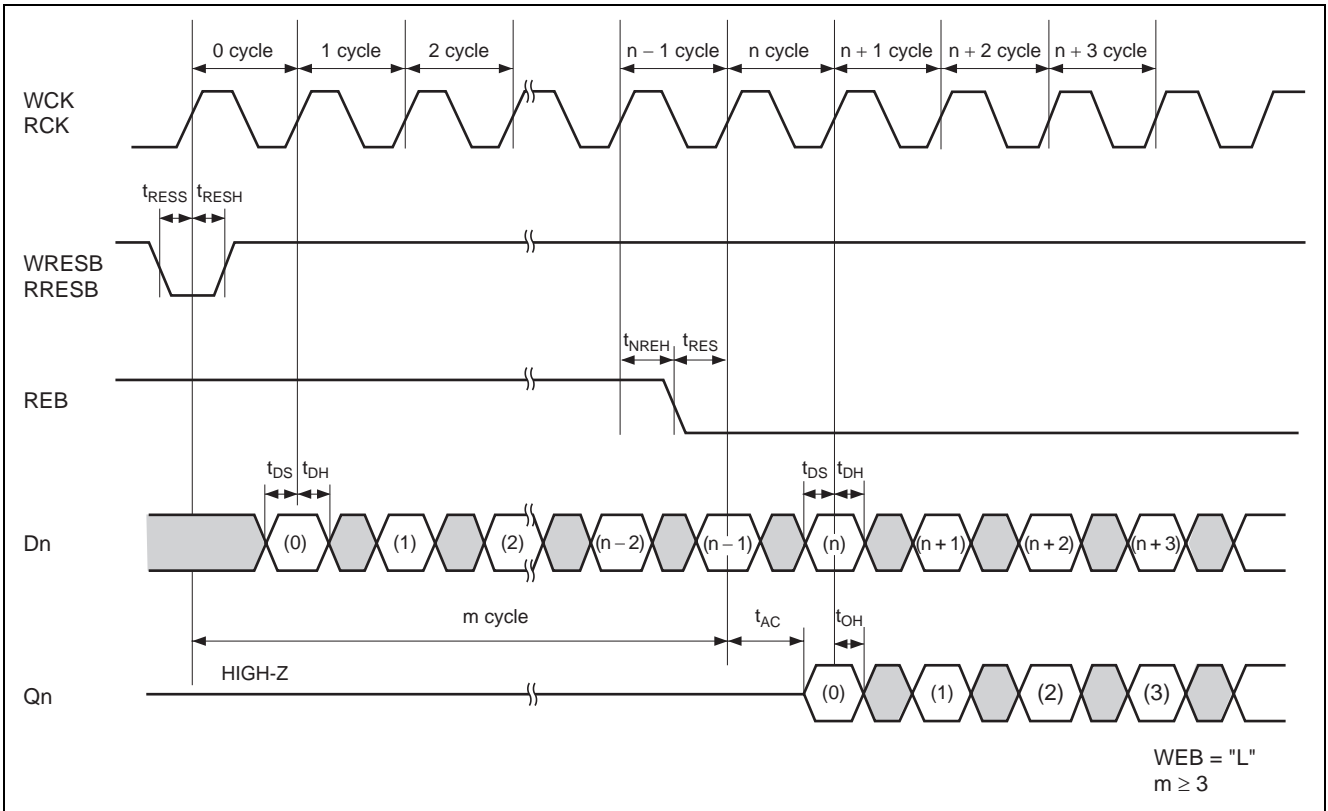 0 cycle 1 cycle 2 cycle n − 1 cycle n cycle n + 1 cycle n + 2 cycle n + 3 cycle
WCK
RCK
tRESS tRESH
WRESB
RRESB
tNREH tRES
REB
tDS tDH tDS tDH
Dn (0) (1) (2) (n − 2) (n − 1) (n) (n + 1) (n + 2) (n + 3)
m cycle tAC tOH
HIGH-Z
Qn (0) (1) (2) (3)
WEB = "L"
m ≥ 3